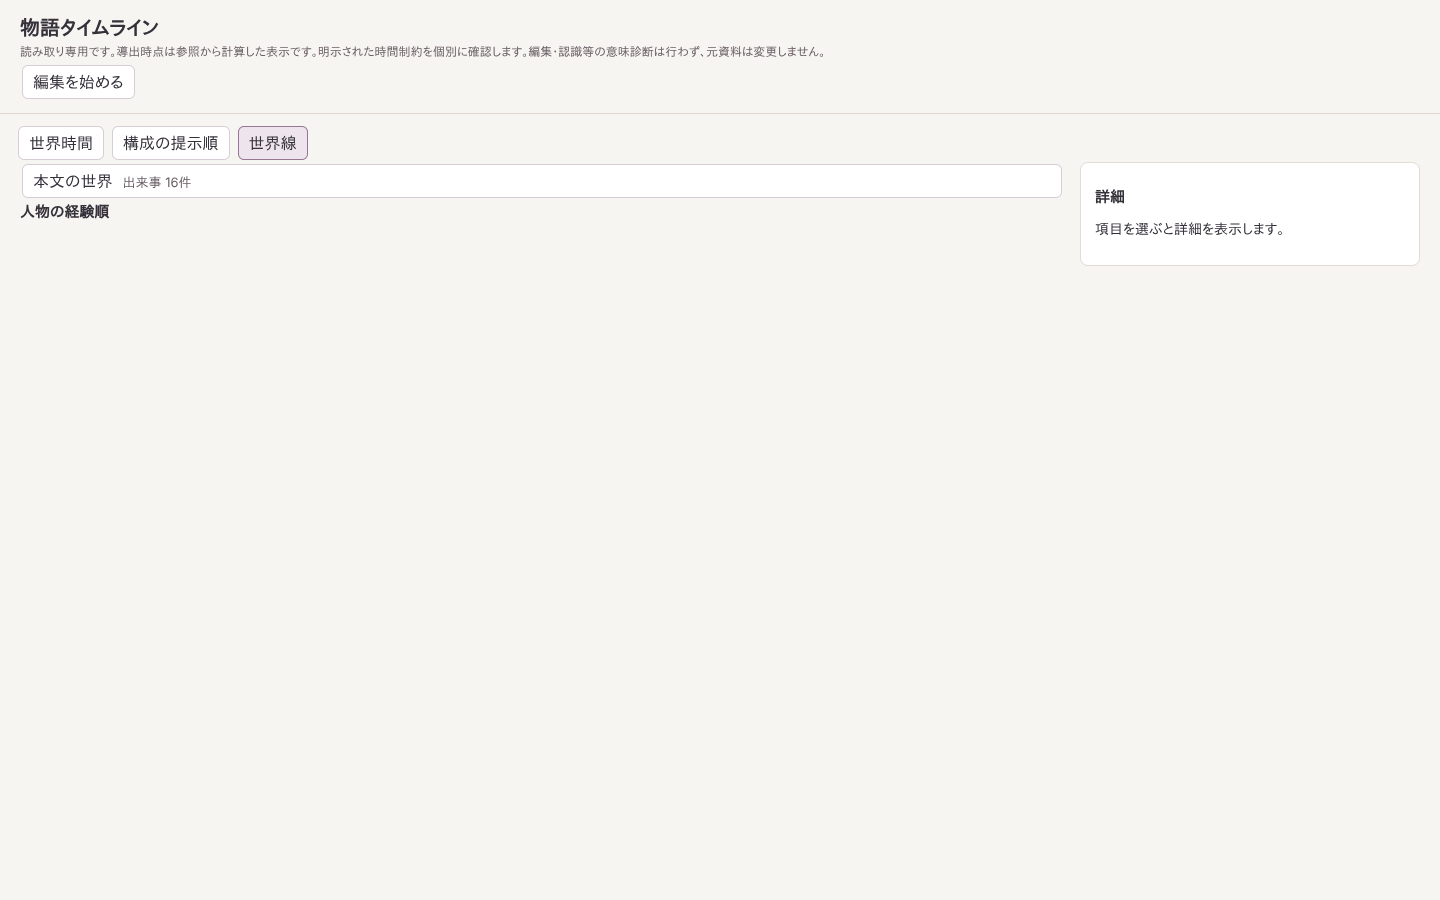 物語タイムライン
読み取り専用です。導出時点は参照から計算した表示です。明示された時間制約を個別に確認します。編集・認識等の意味診断は行わず、元資料は変更しません。
編集を始める
世界時間 構成の提示順 世界線
本文の世界 出来事 16件
人物の経験順
詳細
項目を選ぶと詳細を表示します。